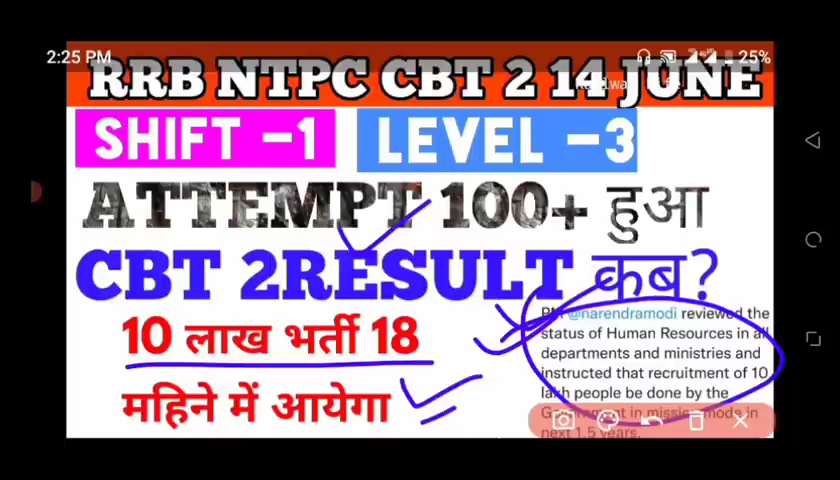 2:25 PM
25%
RRB NTPC CBT 2 14 JUNE
SHIFT -1
LEVEL -3
ATTEMPT 100+ हुआ
CBT 2RESULT कब?
10 लाख भर्ती 18
महिने में आयेगा
PM @narendramodi reviewed the
status of Human Resources in all
departments and ministries and
instructed that recruitment of 10
lakh people be done by the
Government in mission mode in
next 1.5 years.